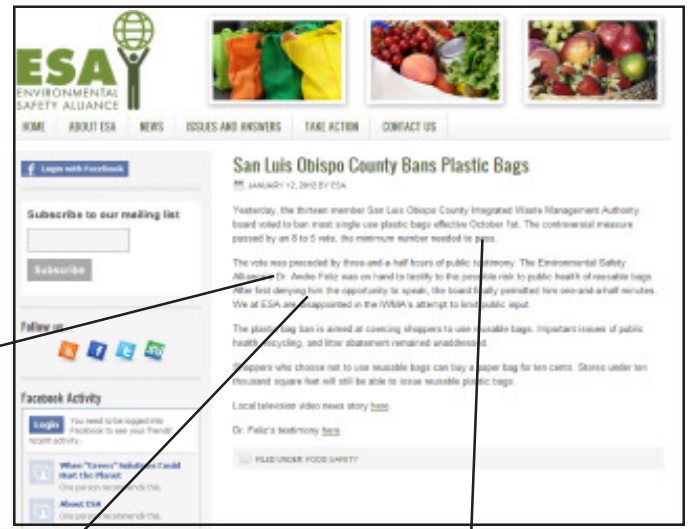 ESA
ENVIRONMENTAL
SAFETY ALLIANCE
HOME ABOUT ESA NEWS ISSUES AND ANSWERS TAKE ACTION CONTACT US
Login with Facebook
Subscribe to our mailing list
Subscribe
Follow us
Facebook Activity
Login You need to be logged into
Facebook to see your friends'
recent activity.
When "Green" Solutions Could
Hurt the Planet
One person recommends this.
About ESA
One person recommends this.
San Luis Obispo County Bans Plastic Bags
JANUARY 12, 2012 BY ESA
Yesterday, the thirteen member San Luis Obispo County Integrated Waste Management Authority
board voted to ban most single use plastic bags effective October 1st. The controversial measure
passed by an 8 to 5 vote, the minimum number needed to pass.
The vote was preceded by three-and-a-half hours of public testimony. The Environmental Safety
Alliance's Dr. Andre Feliz was on hand to testify to the possible risk to public health of reusable bags.
After first denying him the opportunity to speak, the board finally permitted him one-and-a-half minutes.
We at ESA are disappointed in the IWMA's attempt to limit public input.
The plastic bag ban is aimed at coercing shoppers to use reusable bags. Important issues of public
health, recycling, and litter abatement remained unaddressed.
Shoppers who choose not to use reusable bags can buy a paper bag for ten cents. Stores under ten
thousand square feet will still be able to issue reusable plastic bags.
Local television video news story here.
Dr. Feliz's testimony here.
FILED UNDER: FOOD SAFETY